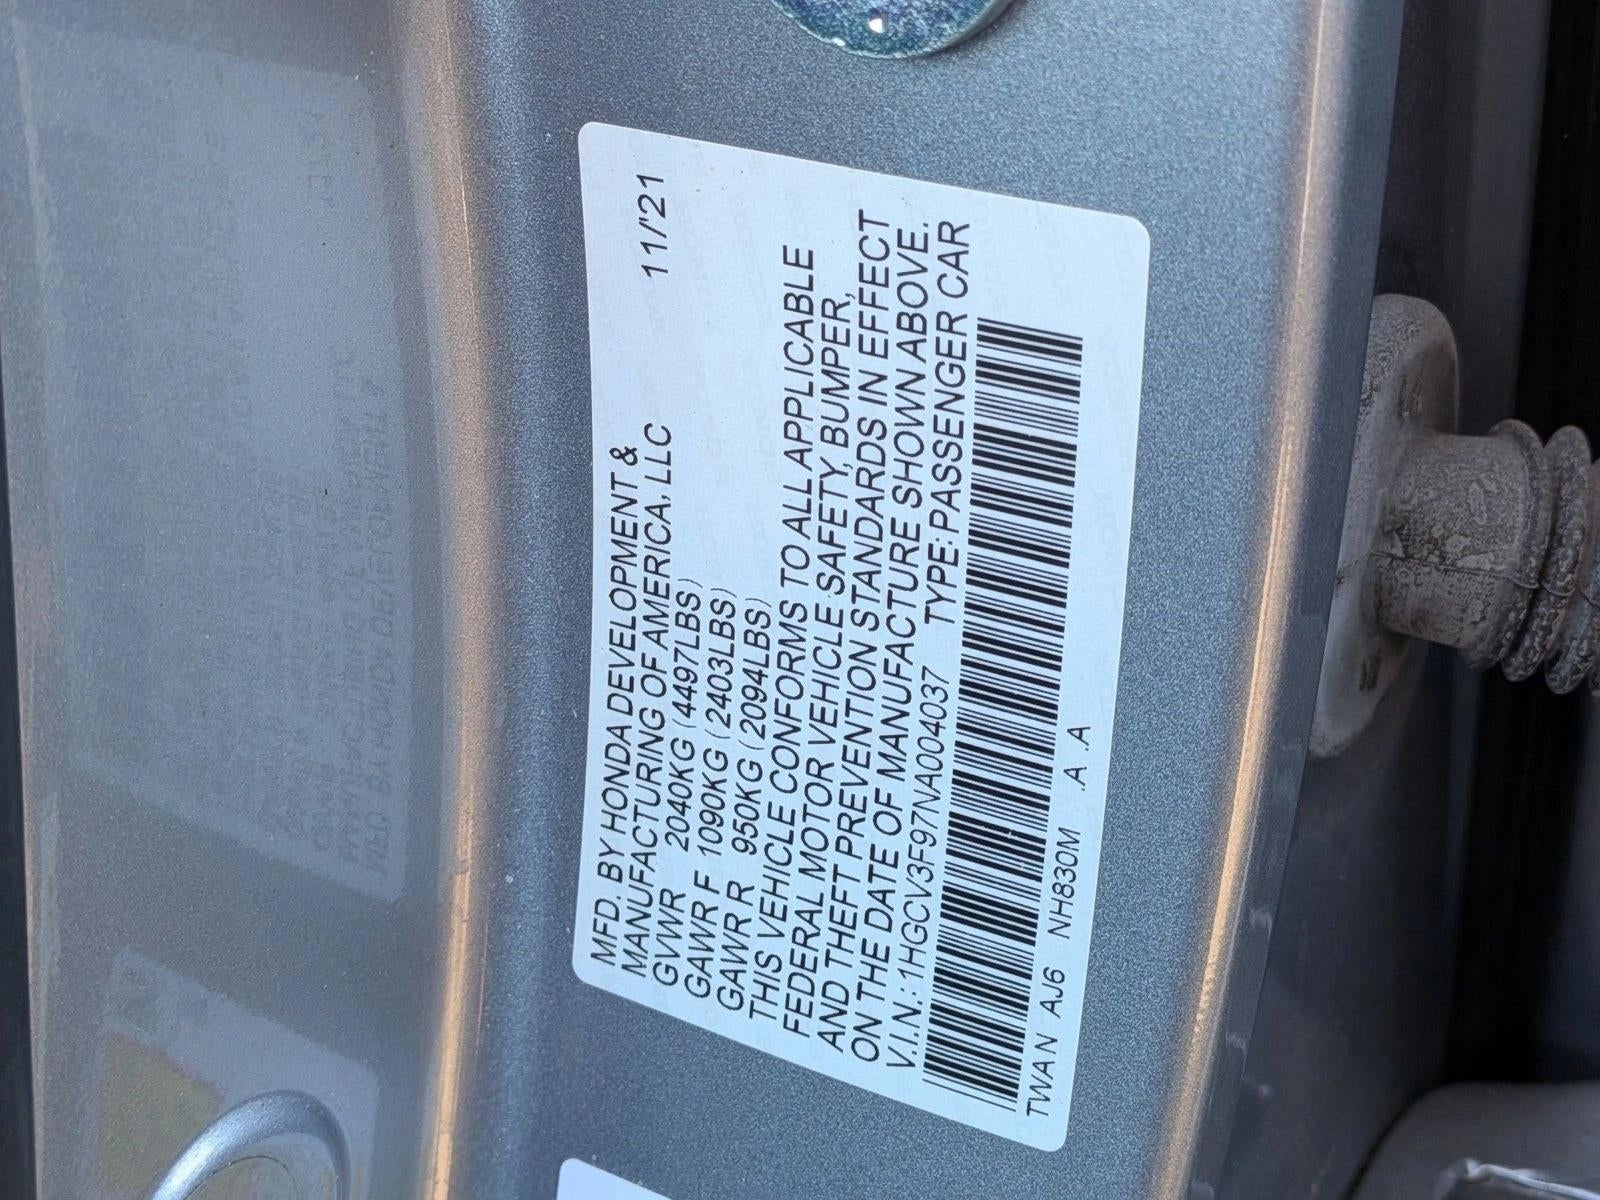 MFD. BY HONDA DEVELOPMENT &
MANUFACTURING OF AMERICA, LLC 11/'21
GVWR 2040KG (4497LBS)
GAWR F 1090KG (2403LBS)
GAWR R 950KG (2094LBS)
THIS VEHICLE CONFORMS TO ALL APPLICABLE
FEDERAL MOTOR VEHICLE SAFETY, BUMPER,
AND THEFT PREVENTION STANDARDS IN EFFECT
ON THE DATE OF MANUFACTURE SHOWN ABOVE.
V.I.N.: 1HGCV3F97NA004037 TYPE: PASSENGER CAR
TWAN AJ6 NH830M .A .A